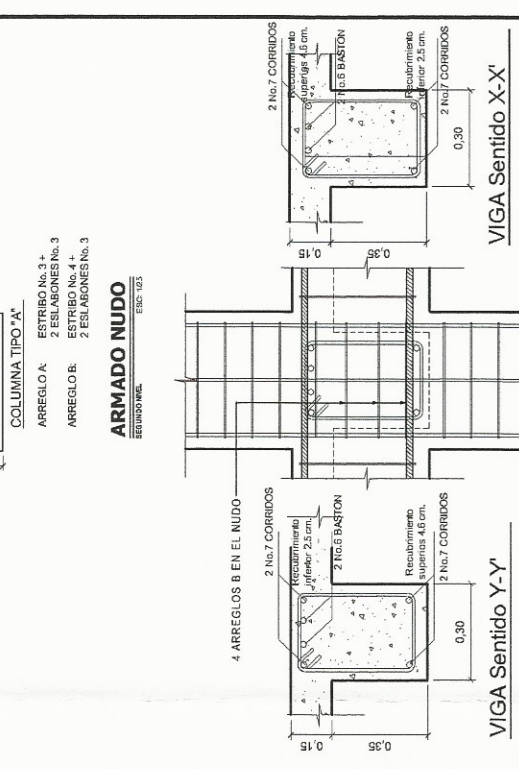 COLUMNA TIPO "A"
ARREGLO A: ESTRIBO No. 3 +
2 ESLABONES No. 3
ARREGLO B: ESTRIBO No. 4 +
2 ESLABONES No. 3
ARMADO NUDO
SEGUNDO NIVEL ESC: 1/25
4 ARREGLOS B EN EL NUDO
2 No.7 CORRIDOS
Recubrimiento
inferior 2.5 cm.
2 No.6 BASTON
Recubrimiento
superias 4.6 cm.
2 No.7 CORRIDOS
0,15
0,35
0,30
VIGA Sentido Y-Y'
2 No.7 CORRIDOS
Recubrimiento
superias 4.6 cm.
2 No.6 BASTON
Recubrimiento
inferior 2.5 cm.
2 No.7 CORRIDOS
0,15
0,35
0,30
VIGA Sentido X-X'